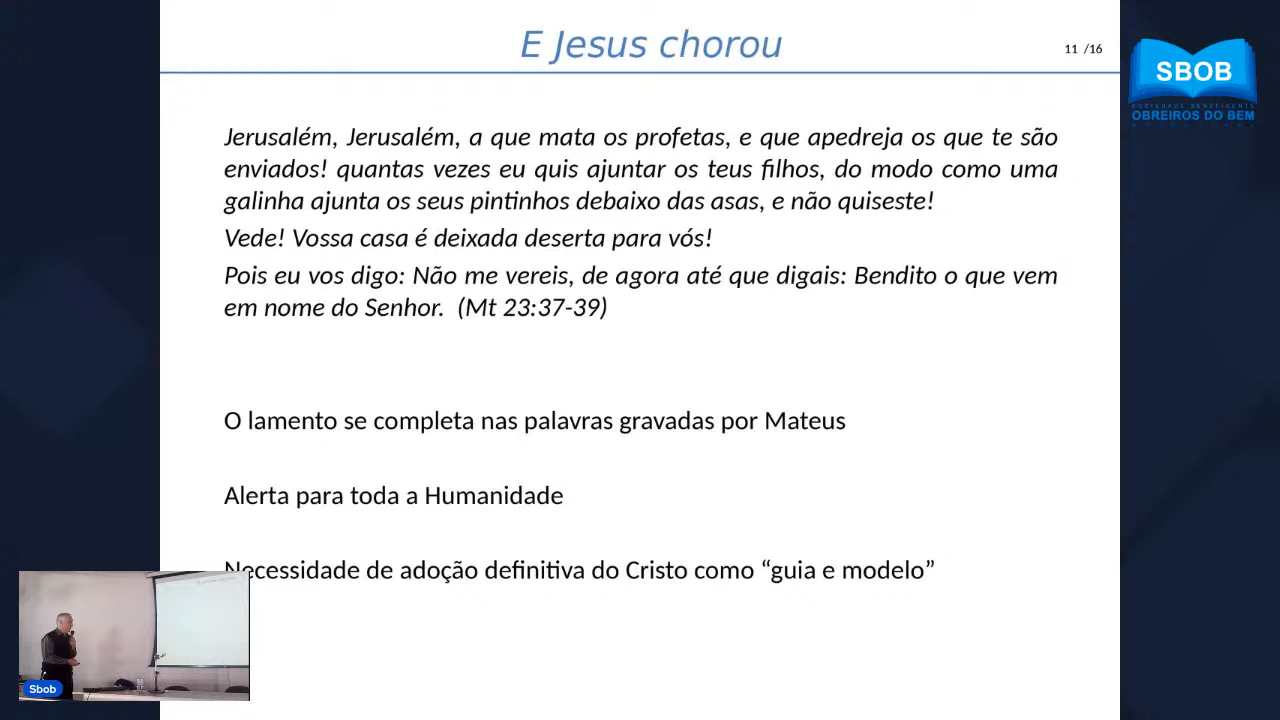 E Jesus chorou
11 /16
SBOB
SOCIEDADE BENEFICENTE
OBREIROS DO BEM
Jerusalém, Jerusalém, a que mata os profetas, e que apedreja os que te são
enviados! quantas vezes eu quis ajuntar os teus filhos, do modo como uma
galinha ajunta os seus pintinhos debaixo das asas, e não quiseste!
Vede! Vossa casa é deixada deserta para vós!
Pois eu vos digo: Não me vereis, de agora até que digais: Bendito o que vem
em nome do Senhor. (Mt 23:37-39)
O lamento se completa nas palavras gravadas por Mateus
Alerta para toda a Humanidade
Necessidade de adoção definitiva do Cristo como “guia e modelo”
Sbob